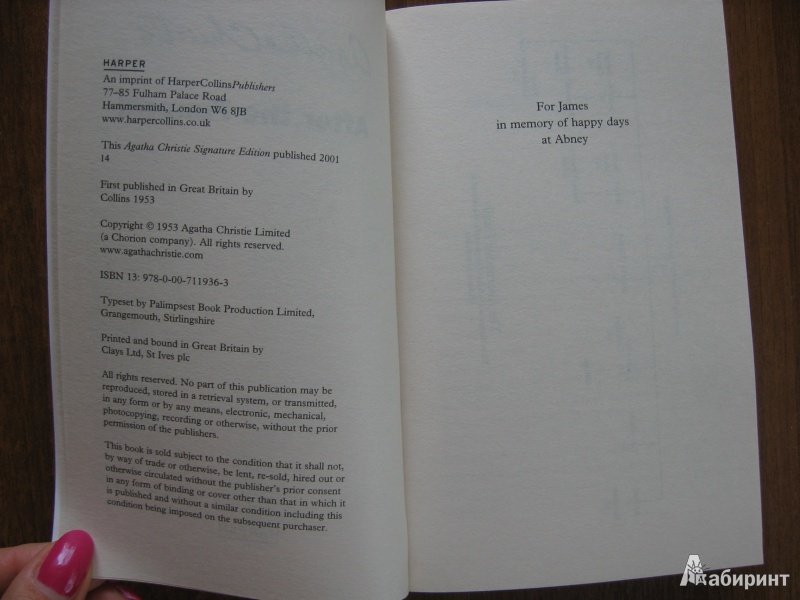 HARPER
An imprint of HarperCollinsPublishers
77–85 Fulham Palace Road
Hammersmith, London W6 8JB
www.harpercollins.co.uk
This Agatha Christie Signature Edition published 2001
14
First published in Great Britain by
Collins 1953
Copyright © 1953 Agatha Christie Limited
(a Chorion company). All rights reserved.
www.agathachristie.com
ISBN 13: 978-0-00-711936-3
Typeset by Palimpsest Book Production Limited,
Grangemouth, Stirlingshire
Printed and bound in Great Britain by
Clays Ltd, St Ives plc
All rights reserved. No part of this publication may be
reproduced, stored in a retrieval system, or transmitted,
in any form or by any means, electronic, mechanical,
photocopying, recording or otherwise, without the prior
permission of the publishers.
This book is sold subject to the condition that it shall not,
by way of trade or otherwise, be lent, re-sold, hired out or
otherwise circulated without the publisher's prior consent
in any form of binding or cover other than that in which it
is published and without a similar condition including this
condition being imposed on the subsequent purchaser.
For James
in memory of happy days
at Abney
Лабиринт